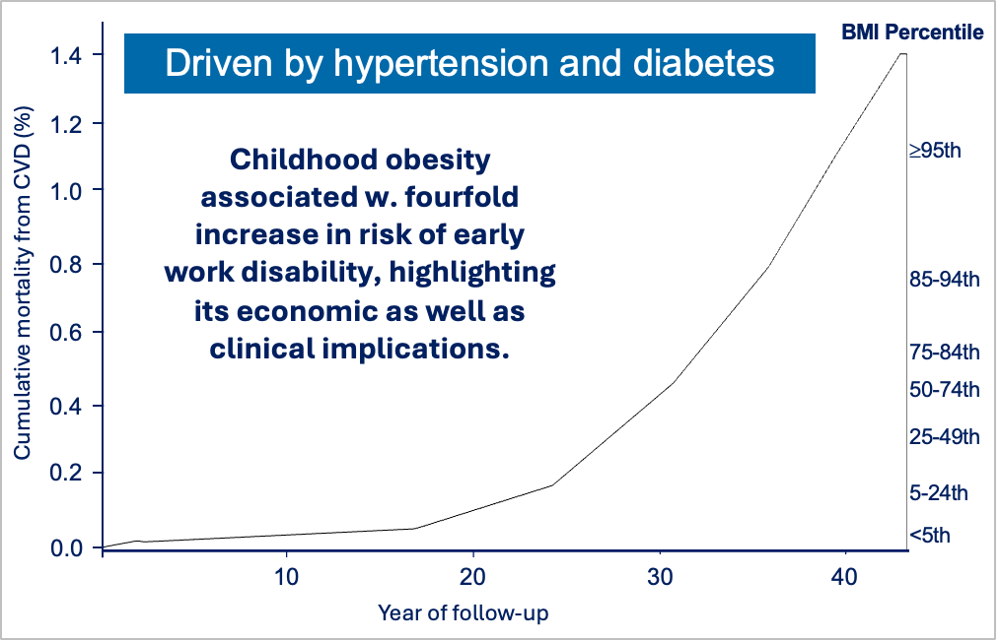 Driven by hypertension and diabetes
BMI Percentile
Childhood obesity
associated w. fourfold
increase in risk of early
work disability, highlighting
its economic as well as
clinical implications.
Cumulative mortality from CVD (%)
1.4
1.2
1.0
0.8
0.6
0.4
0.2
0.0
≥95th
85-94th
75-84th
50-74th
25-49th
5-24th
<5th
10 20 30 40
Year of follow-up